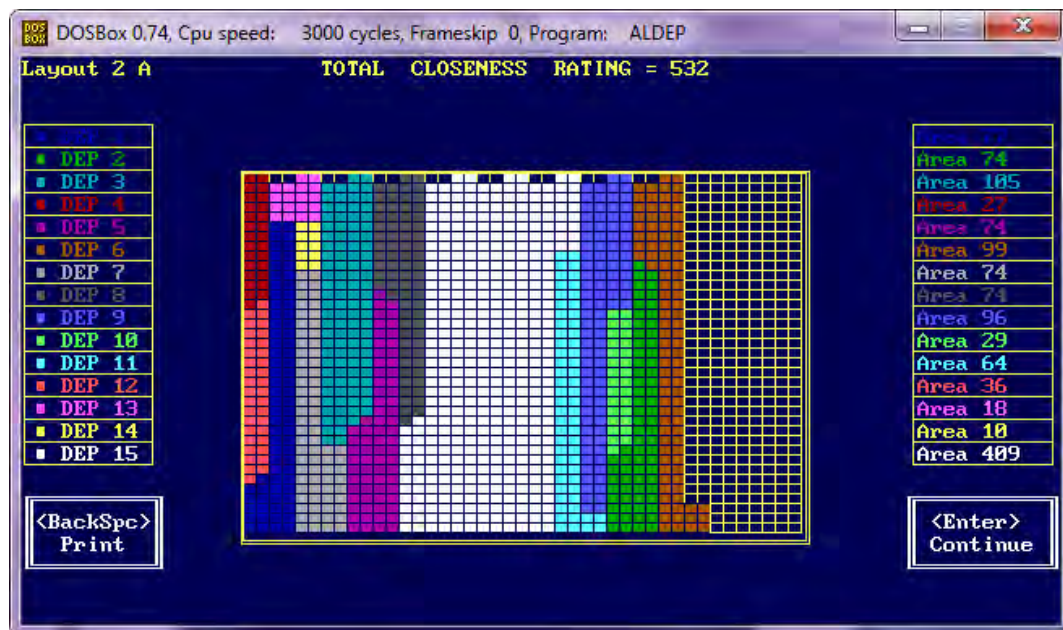 DOSBox 0.74, Cpu speed: 3000 cycles, Frameskip 0, Program: ALDEP
Layout 2 A TOTAL CLOSENESS RATING = 532
DEP 2
DEP 3
DEP 4
DEP 5
DEP 6
DEP 7
DEP 8
DEP 9
DEP 10
DEP 11
DEP 12
DEP 13
DEP 14
DEP 15
Area 74
Area 105
Area 27
Area 74
Area 99
Area 74
Area 74
Area 96
Area 29
Area 64
Area 36
Area 18
Area 10
Area 409
<BackSpc>
Print
<Enter>
Continue